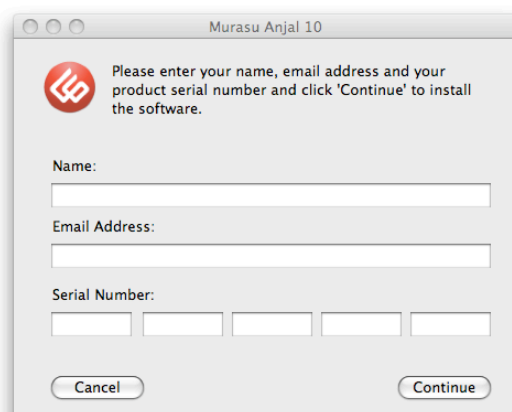 Murasu Anjal 10
Please enter your name, email address and your
product serial number and click 'Continue' to install
the software.
Name:
Email Address:
Serial Number:
Cancel
Continue